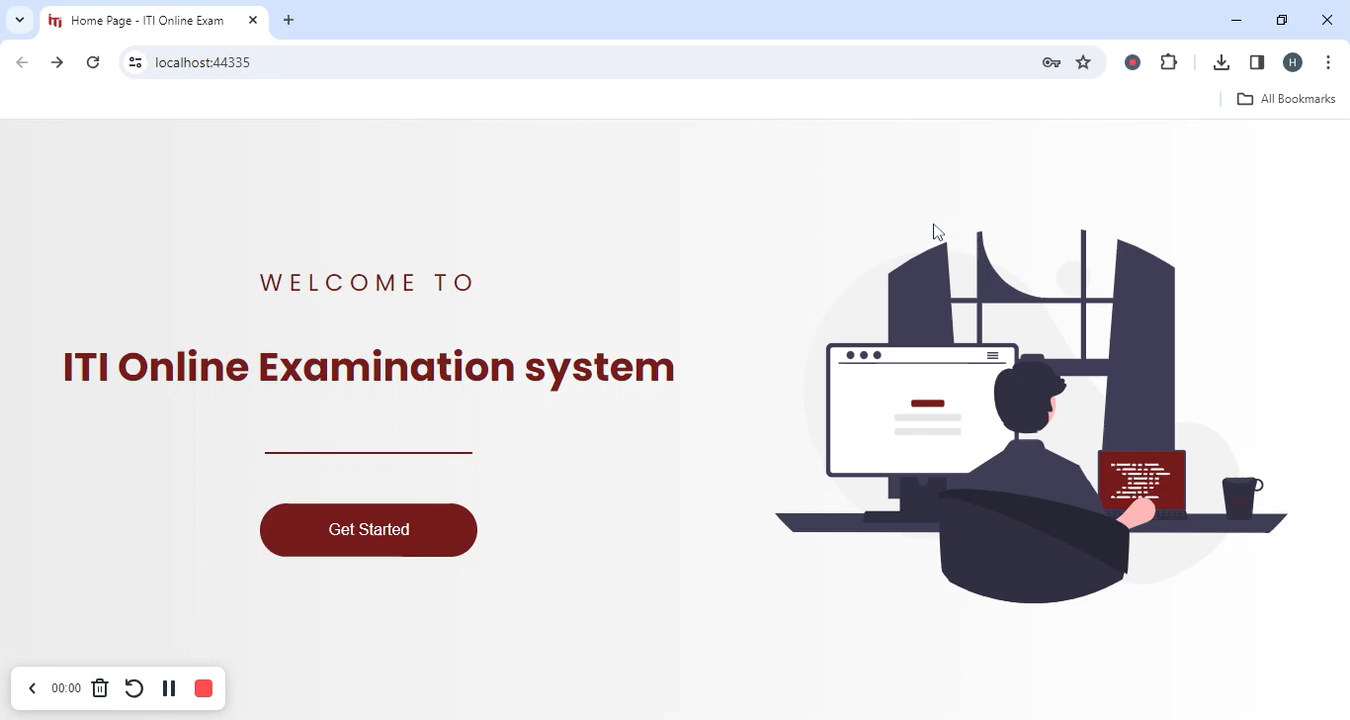 iTi Home Page - ITI Online Exam
localhost:44335
H
All Bookmarks
WELCOME TO
ITI Online Examination system
Get Started
00:00